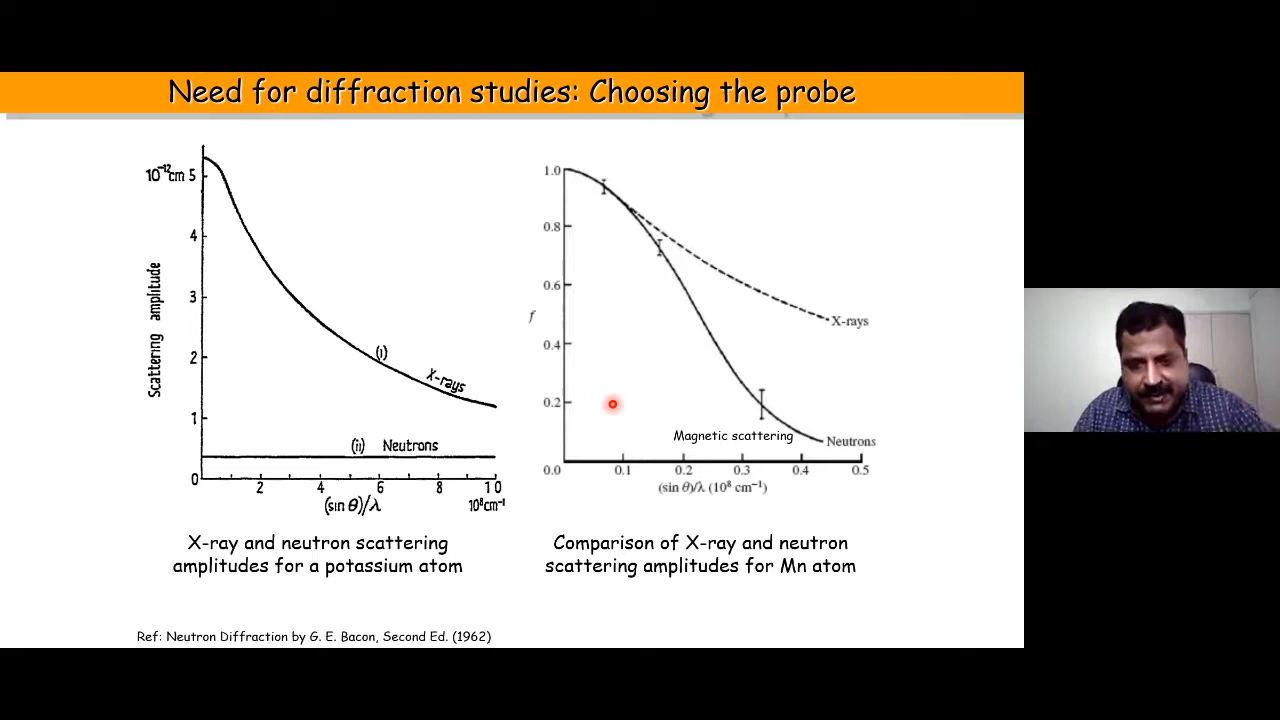 Need for diffraction studies: Choosing the probe
10⁻¹²cm 5
4
3
2
1
0
Scattering amplitude
(i)
X-rays
(ii) Neutrons
2 4 6 8 10
(sin θ)/λ 10⁸cm⁻¹
X-ray and neutron scattering
amplitudes for a potassium atom
1.0
0.8
0.6
0.4
0.2
0.0
f
X-rays
Magnetic scattering
Neutrons
0.1 0.2 0.3 0.4 0.5
(sin θ)/λ (10⁸ cm⁻¹)
Comparison of X-ray and neutron
scattering amplitudes for Mn atom
Ref: Neutron Diffraction by G. E. Bacon, Second Ed. (1962)